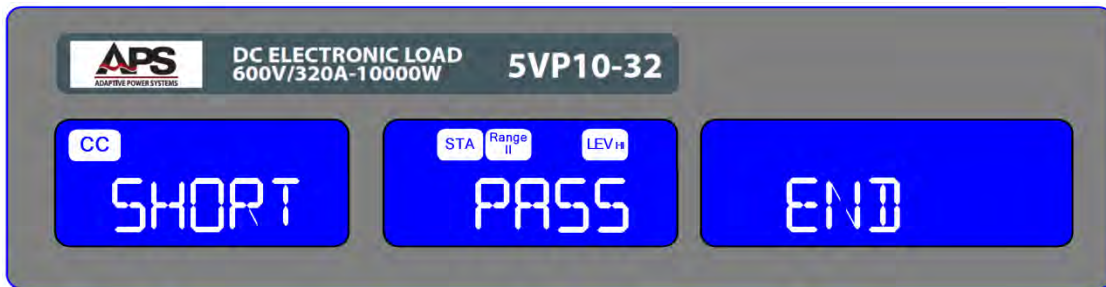 APS
ADAPTIVE POWER SYSTEMS
DC ELECTRONIC LOAD
600V/320A-10000W
5VP10-32
CC
SHORT
STA Range II LEV HI
PASS
END